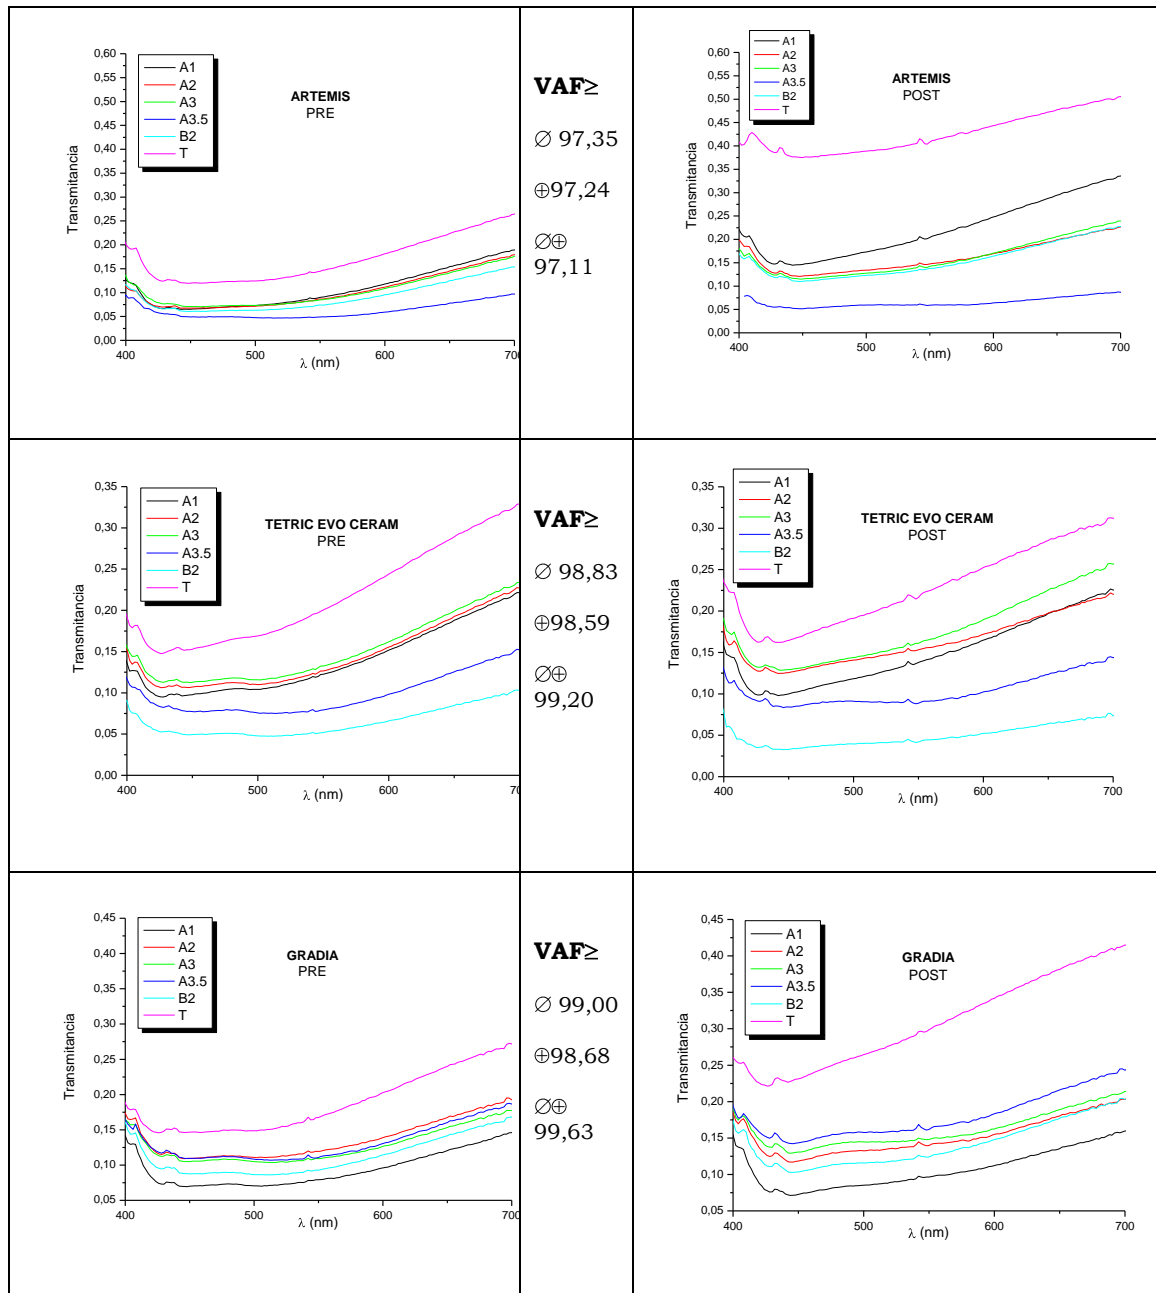 0,60
0,55
0,50
0,45
0,40
0,35
0,30
0,25
0,20
0,15
0,10
0,05
0,00
Transmitancia
A1
A2
A3
A3.5
B2
T
ARTEMIS
PRE
400
500
600
700
λ (nm)
VAF≥
∅ 97,35
⊕97,24
∅⊕
97,11
0,60
0,55
0,50
0,45
0,40
0,35
0,30
0,25
0,20
0,15
0,10
0,05
0,00
Transmitancia
A1
A2
A3
A3.5
B2
T
ARTEMIS
POST
400
500
600
700
λ (nm)
0,35
0,30
0,25
0,20
0,15
0,10
0,05
0,00
Transmitancia
A1
A2
A3
A3.5
B2
T
TETRIC EVO CERAM
PRE
400
500
600
700
λ (nm)
VAF≥
∅ 98,83
⊕98,59
∅⊕
99,20
0,35
0,30
0,25
0,20
0,15
0,10
0,05
0,00
Transmitancia
A1
A2
A3
A3.5
B2
T
TETRIC EVO CERAM
POST
400
500
600
700
λ (nm)
0,45
0,40
0,35
0,30
0,25
0,20
0,15
0,10
0,05
Transmitancia
A1
A2
A3
A3.5
B2
T
GRADIA
PRE
400
500
600
700
λ (nm)
VAF≥
∅ 99,00
⊕98,68
∅⊕
99,63
0,45
0,40
0,35
0,30
0,25
0,20
0,15
0,10
0,05
Transmitancia
A1
A2
A3
A3.5
B2
T
GRADIA
POST
400
500
600
700
λ (nm)